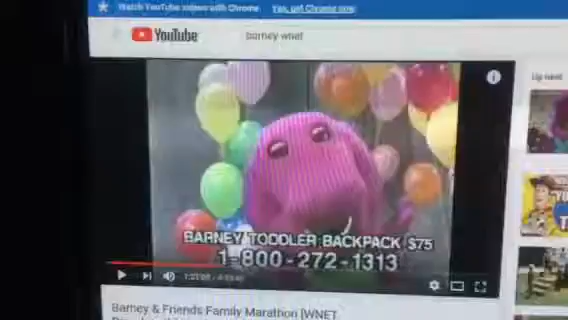 Watch YouTube videos with Chrome Yes, get Chrome now
YouTube
barney wnet
Up next
BARNEY TODDLER BACKPACK $75
1-800-272-1313
Barney & Friends Family Marathon [WNET